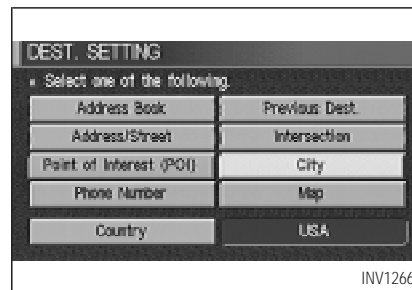 DEST. SETTING
Select one of the following.
Address Book Previous Dest.
Address/Street Intersection
Point of Interest (POI) City
Phone Number Map
Country USA
INV1266